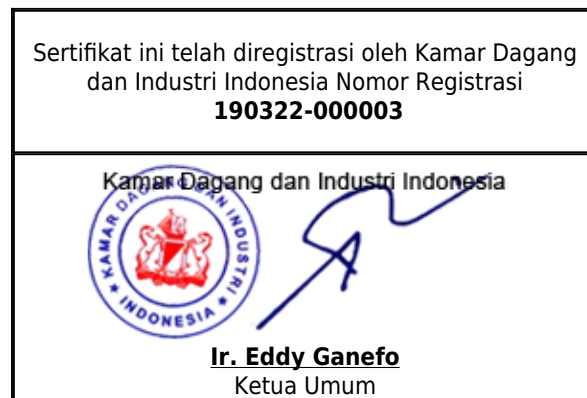 Sertifikat ini telah diregistrasi oleh Kamar Dagang
dan Industri Indonesia Nomor Registrasi
190322-000003
Kamar Dagang dan Industri Indonesia
KAMAR DAGANG DAN INDUSTRI
INDONESIA
Ir. Eddy Ganefo
Ketua Umum